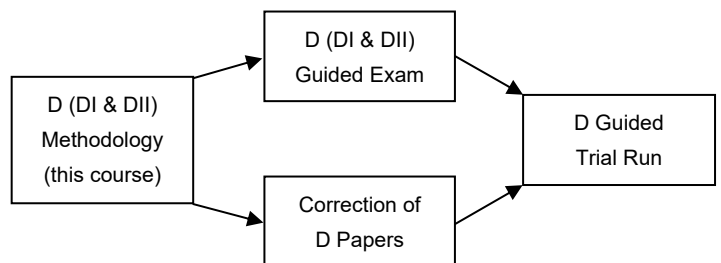 D (DI & DII)
Methodology
(this course)
D (DI & DII)
Guided Exam
Correction of
D Papers
D Guided
Trial Run